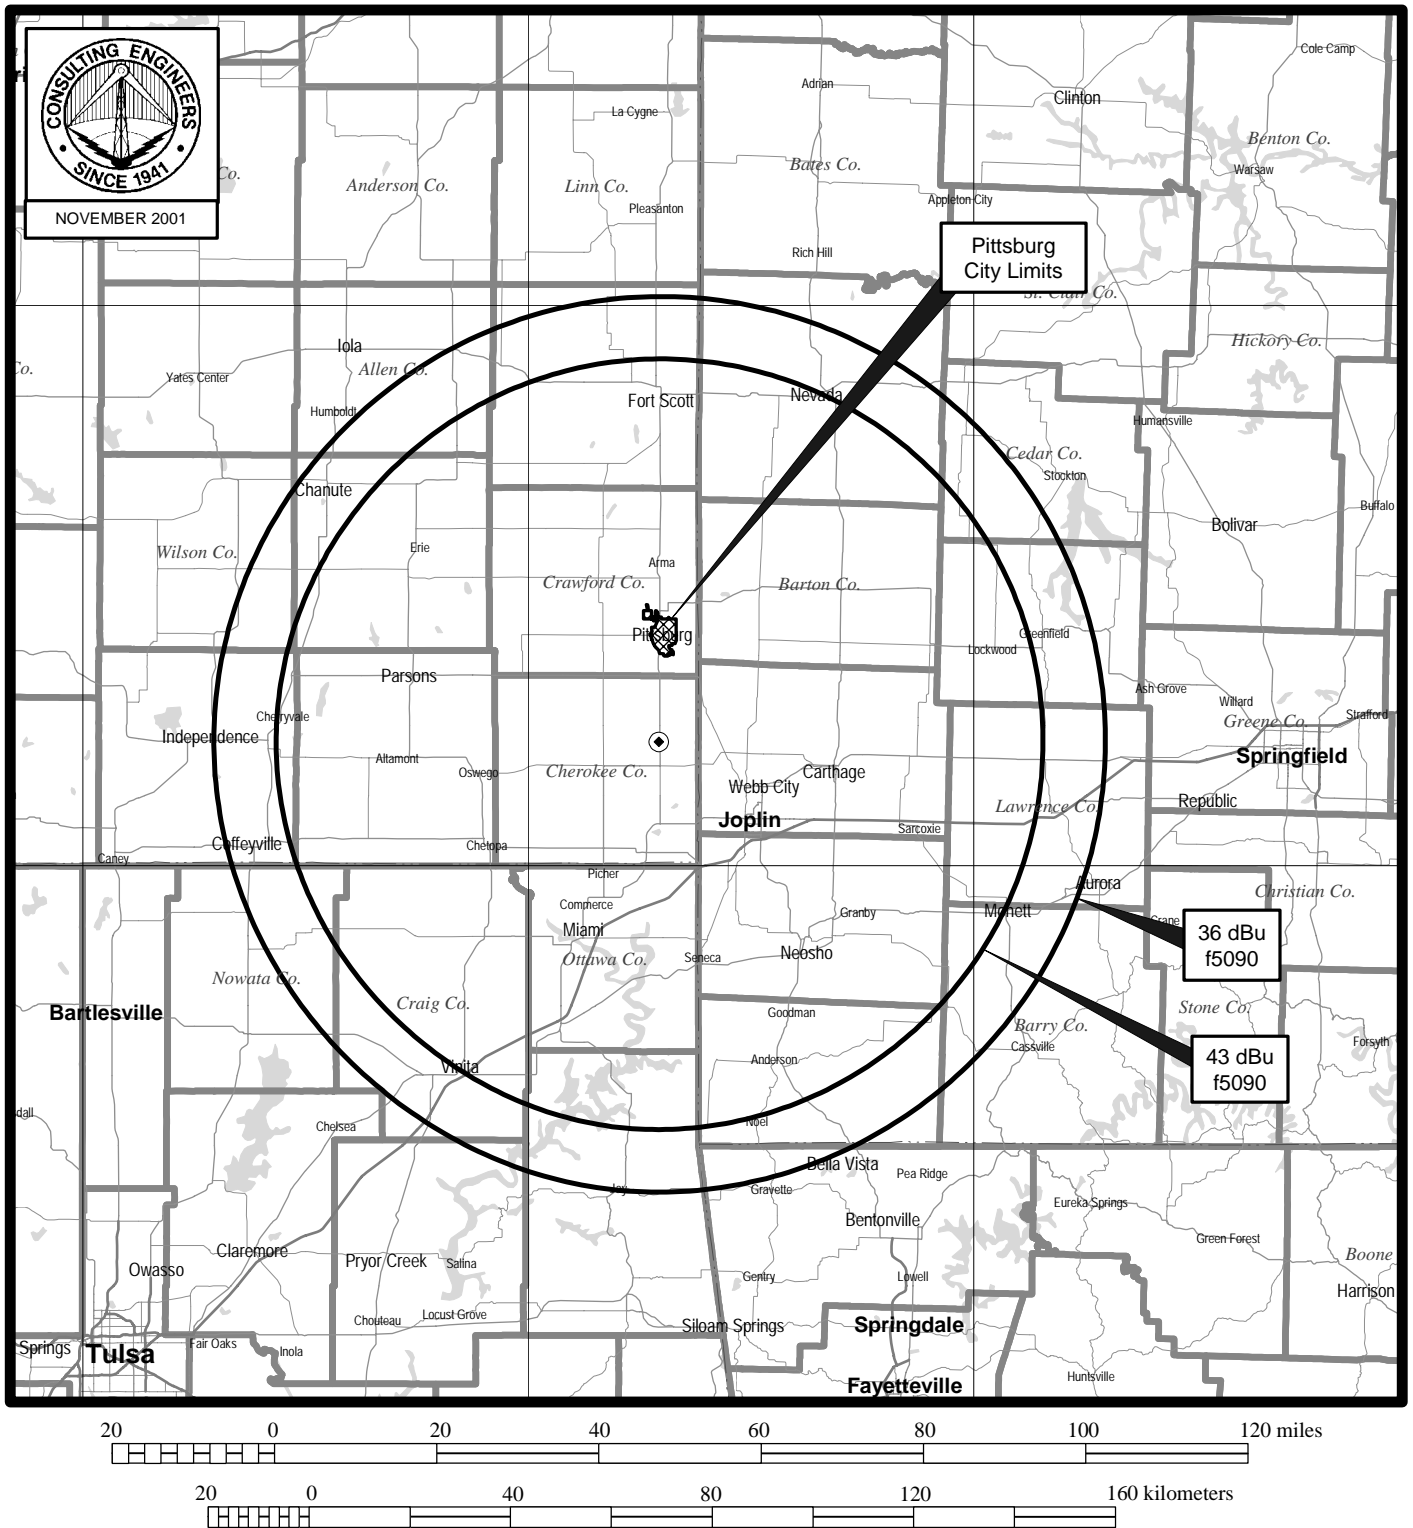 CONSULTING ENGINEERS
SINCE 1941
NOVEMBER 2001
Cole Camp
Adrian
Clinton
La Cygne
Benton Co.
Bates Co.
Warsaw
Co.
Anderson Co.
Linn Co.
Pleasanton
Appleton City
Pittsburg
City Limits
Rich Hill
St. Clair Co.
Iola
Hickory Co.
Co.
Yates Center
Allen Co.
Humboldt
Fort Scott
Nevada
Humansville
Cedar Co.
Stockton
Chanute
Buffalo
Bolivar
Wilson Co.
Erie
Arma
Crawford Co.
Barton Co.
Pittsburg
Greenfield
Lockwood
Parsons
Ash Grove
Willard
Cherryvale
Greene Co.
Strafford
Independence
Altamont
Oswego
Cherokee Co.
Carthage
Webb City
Springfield
Lawrence Co.
Republic
Joplin
Sarcoxie
Coffeyville
Chetopa
Caney
Picher
Aurora
Christian Co.
Commerce
Granby
Monett
Crane
36 dBu
f5090
Miami
Ottawa Co.
Seneca
Neosho
Nowata Co.
Craig Co.
Bartlesville
Goodman
Stone Co.
Barry Co.
Cassville
Forsyth
Anderson
43 dBu
f5090
Vinita
dall
Chelsea
Noel
Bella Vista
Pea Ridge
Jay
Gravette
Eureka Springs
Bentonville
Green Forest
Claremore
Pryor Creek
Salina
Boone
Owasso
Gentry
Lowell
Harrison
Chouteau
Locust Grove
Siloam Springs
Springdale
Springs
Tulsa
Fair Oaks
Inola
Fayetteville
Huntsville
20 0 20 40 60 80 100 120 miles
20 0 40 80 120 160 kilometers